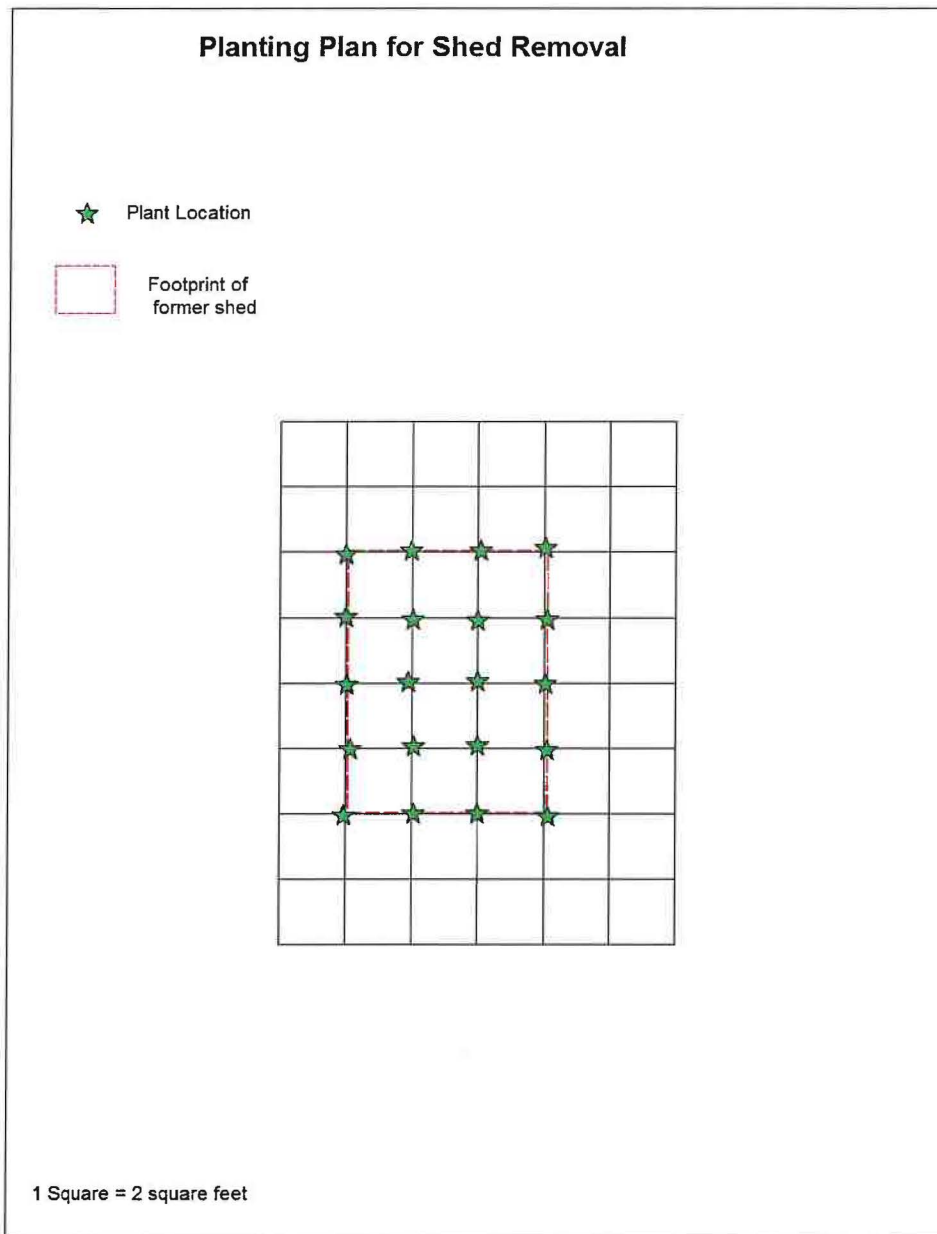 Planting Plan for Shed Removal
Plant Location
Footprint of
former shed
1 Square = 2 square feet